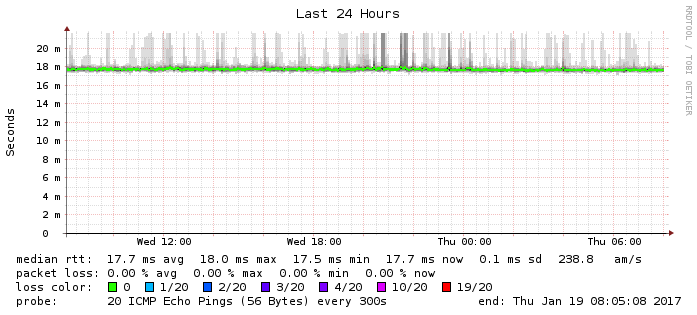 Last 24 Hours
RRDTOOL / TOBI OETIKER
Seconds
20 m
18 m
16 m
14 m
12 m
10 m
8 m
6 m
4 m
2 m
0
Wed 12:00 Wed 18:00 Thu 00:00 Thu 06:00
median rtt: 17.7 ms avg 18.0 ms max 17.5 ms min 17.7 ms now 0.1 ms sd 238.8 am/s
packet loss: 0.00 % avg 0.00 % max 0.00 % min 0.00 % now
loss color: 0 1/20 2/20 3/20 4/20 10/20 19/20
probe: 20 ICMP Echo Pings (56 Bytes) every 300s end: Thu Jan 19 08:05:08 2017